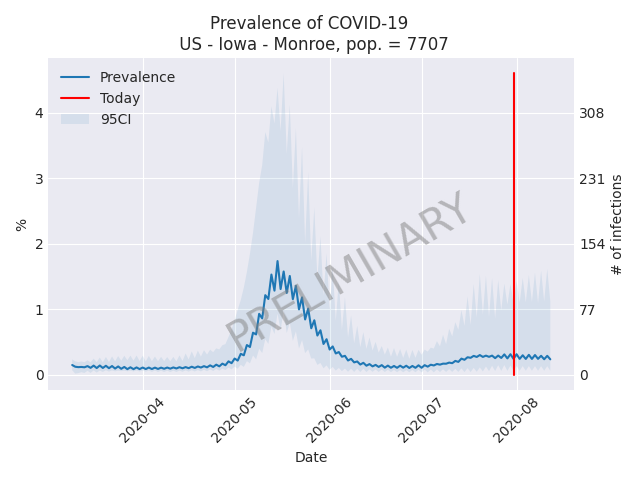 Prevalence of COVID-19
US - Iowa - Monroe, pop. = 7707
Prevalence
Today
95CI
PRELIMINARY
%
4
3
2
1
0
# of infections
308
231
154
77
0
2020-04
2020-05
2020-06
2020-07
2020-08
Date